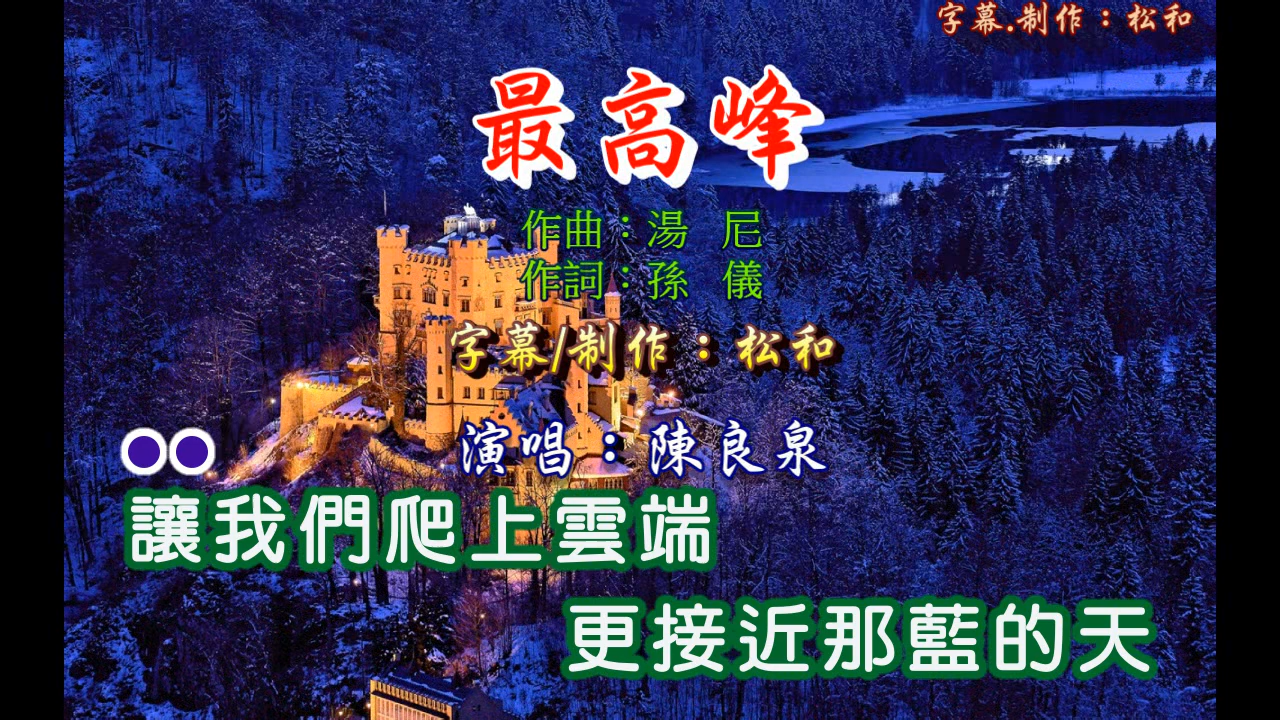 字幕.制作：松和
最高峰
作曲：湯 尼
作詞：孫 儀
字幕/制作：松和
演唱：陳良泉
讓我們爬上雲端
更接近那藍的天